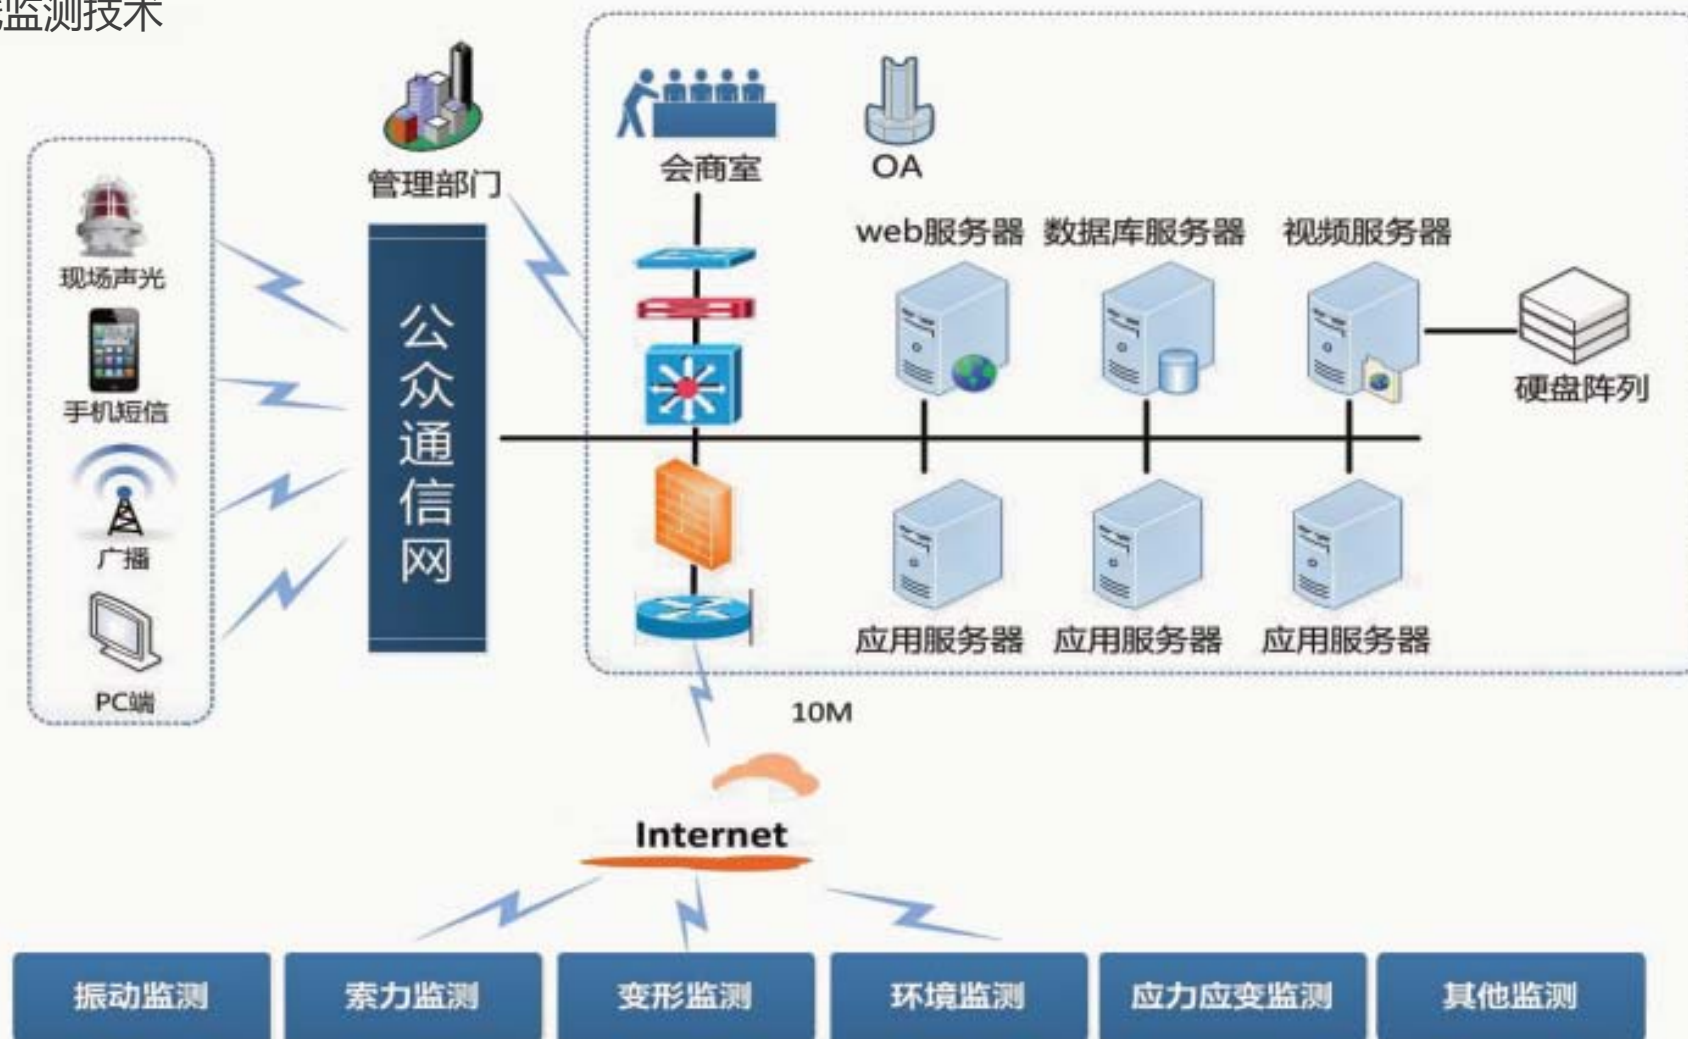 监测技术
管理部门
会商室
OA
web服务器 数据库服务器 视频服务器
现场声光
手机短信
广播
PC端
公众通信网
硬盘阵列
应用服务器 应用服务器 应用服务器
10M
Internet
振动监测 索力监测 变形监测 环境监测 应力应变监测 其他监测